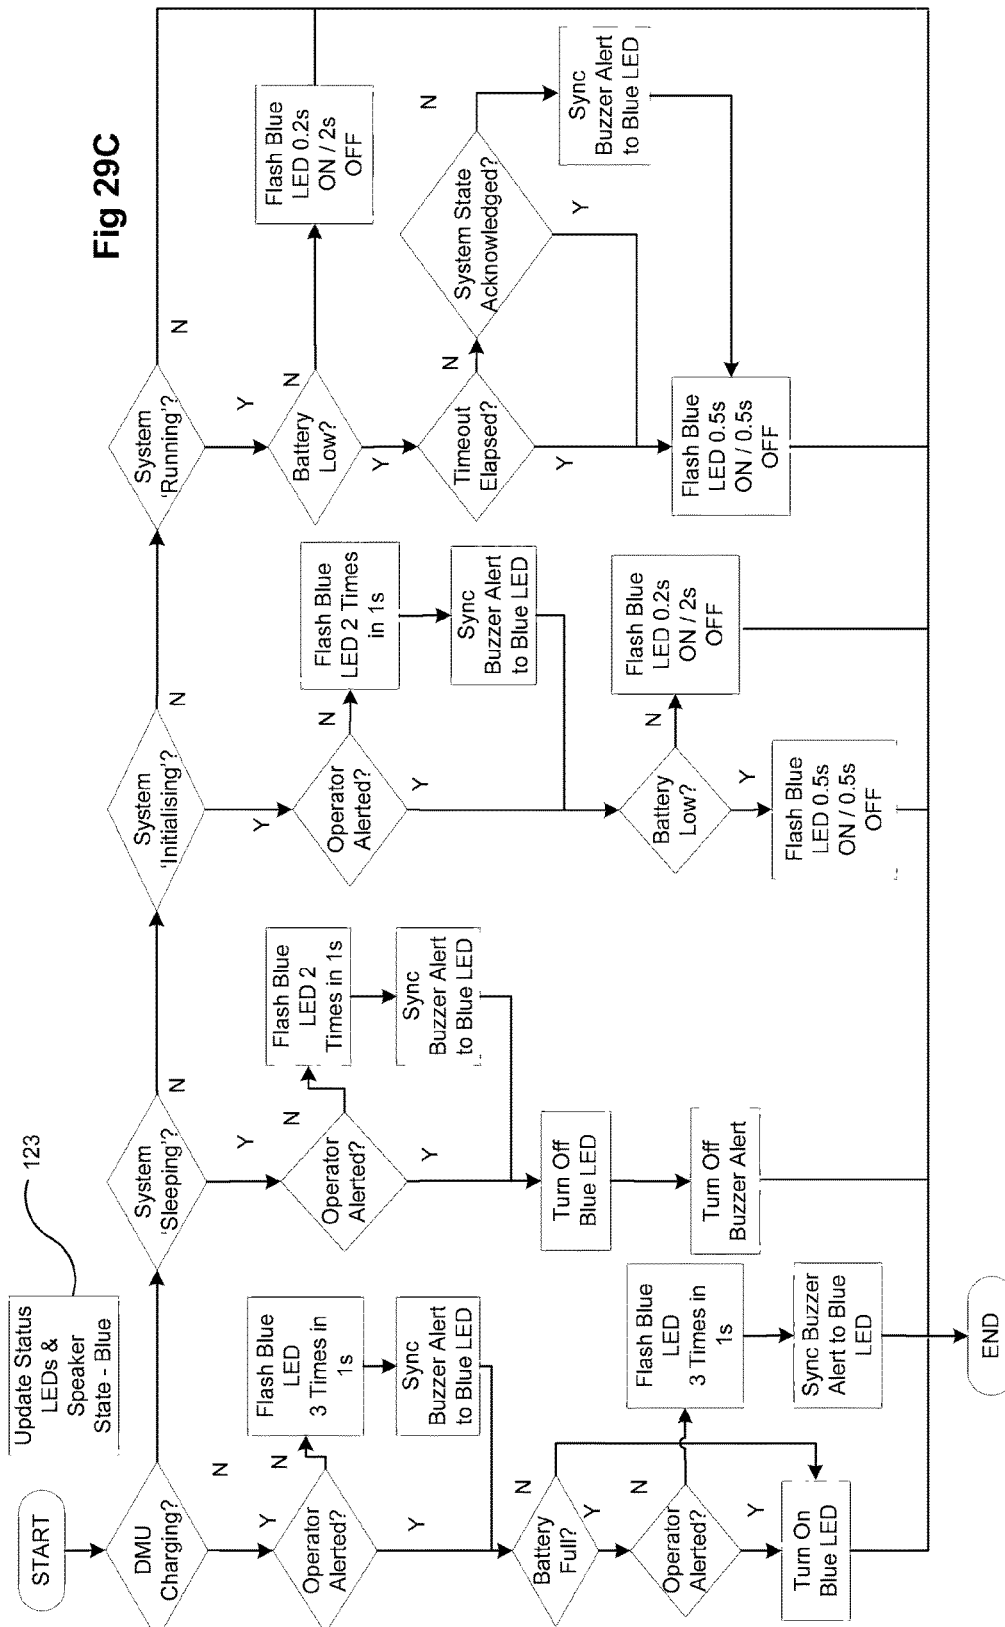 Fig 29C
Update Status
LEDs &
Speaker
State - Blue
123
START
DMU
Charging?
N
Y
Operator
Alerted?
N
Y
Flash Blue
LED
3 Times in
1s
Sync
Buzzer Alert
to Blue LED
Battery
Full?
N
Y
Operator
Alerted?
N
Y
Flash Blue
LED
3 Times in
1s
Sync Buzzer
Alert to Blue
LED
Turn On
Blue LED
END
System
'Sleeping'?
N
Y
Operator
Alerted?
N
Y
Flash Blue
LED 2
Times in 1s
Sync
Buzzer Alert
to Blue LED
Turn Off
Blue LED
Turn Off
Buzzer Alert
System
'Initialising'?
N
Y
Operator
Alerted?
N
Y
Flash Blue
LED 2 Times
in 1s
Sync
Buzzer Alert
to Blue LED
Battery
Low?
N
Y
Flash Blue
LED 0.2s
ON / 2s
OFF
Flash Blue
LED 0.5s
ON / 0.5s
OFF
System
'Running'?
N
Y
Battery
Low?
N
Y
Flash Blue
LED 0.2s
ON / 2s
OFF
Timeout
Elapsed?
N
Y
System State
Acknowledged?
N
Y
Sync
Buzzer Alert
to Blue LED
Flash Blue
LED 0.5s
ON / 0.5s
OFF